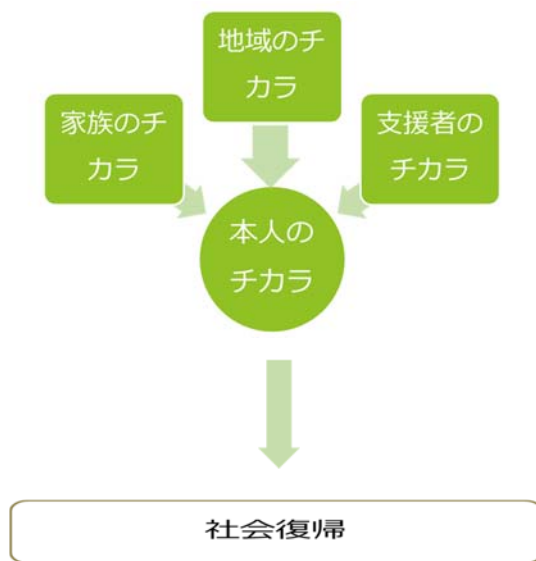 地域のチ
カラ
家族のチ
カラ
支援者の
チカラ
本人の
チカラ
社会復帰